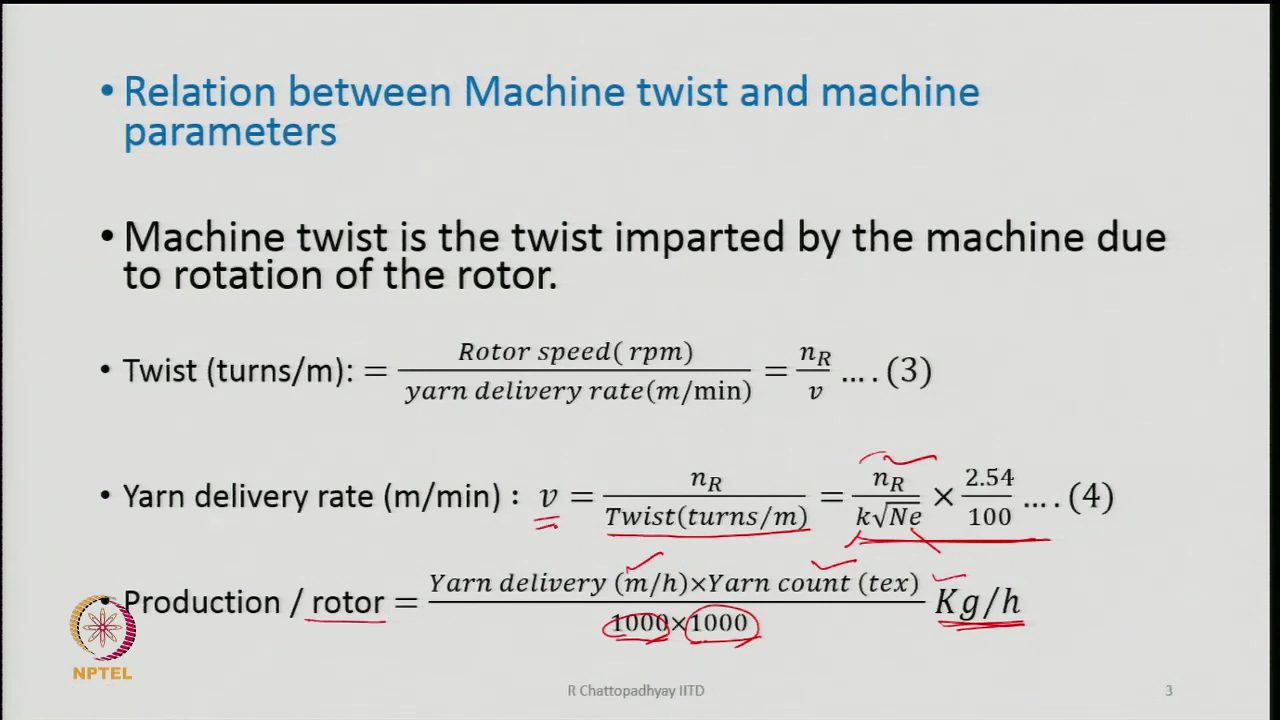 • Relation between Machine twist and machine
parameters
• Machine twist is the twist imparted by the machine due
to rotation of the rotor.
• Twist (turns/m): = Rotor speed( rpm) / yarn delivery rate(m/min) = n_R / v … . (3)
• Yarn delivery rate (m/min) : v = n_R / Twist(turns/m) = n_R / k√Ne × 2.54 / 100 … . (4)
• Production / rotor = Yarn delivery (m/h)×Yarn count (tex) / 1000×1000 Kg/h
NPTEL
R Chattopadhyay IITD
3